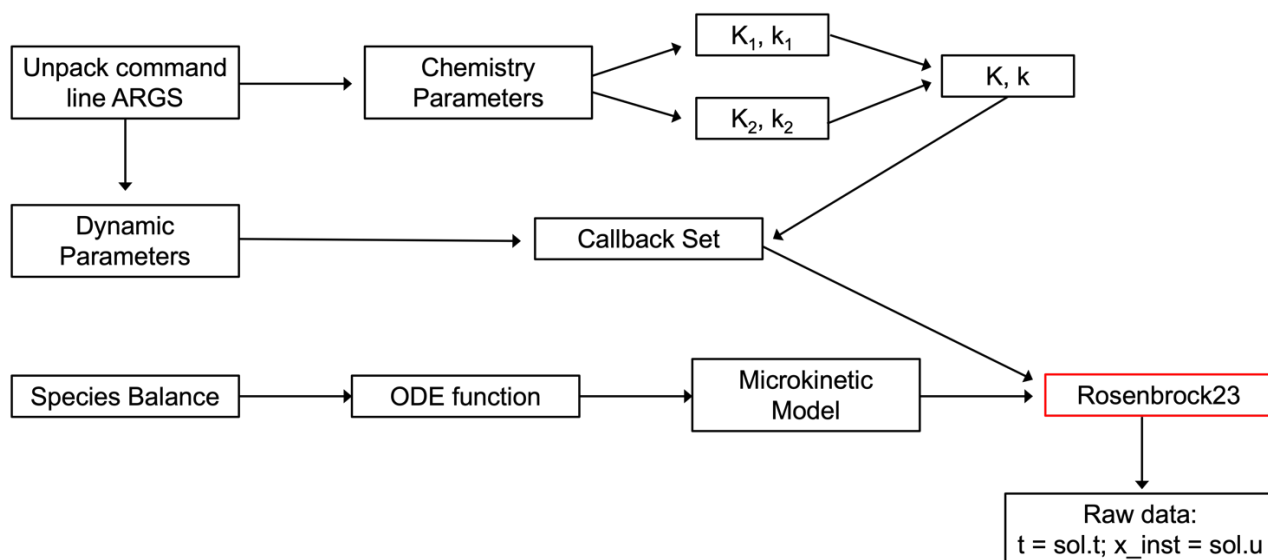 Unpack command
line ARGS
Chemistry
Parameters
K₁, k₁
K₂, k₂
K, k
Dynamic
Parameters
Callback Set
Species Balance
ODE function
Microkinetic
Model
Rosenbrock23
Raw data:
t = sol.t; x_inst = sol.u